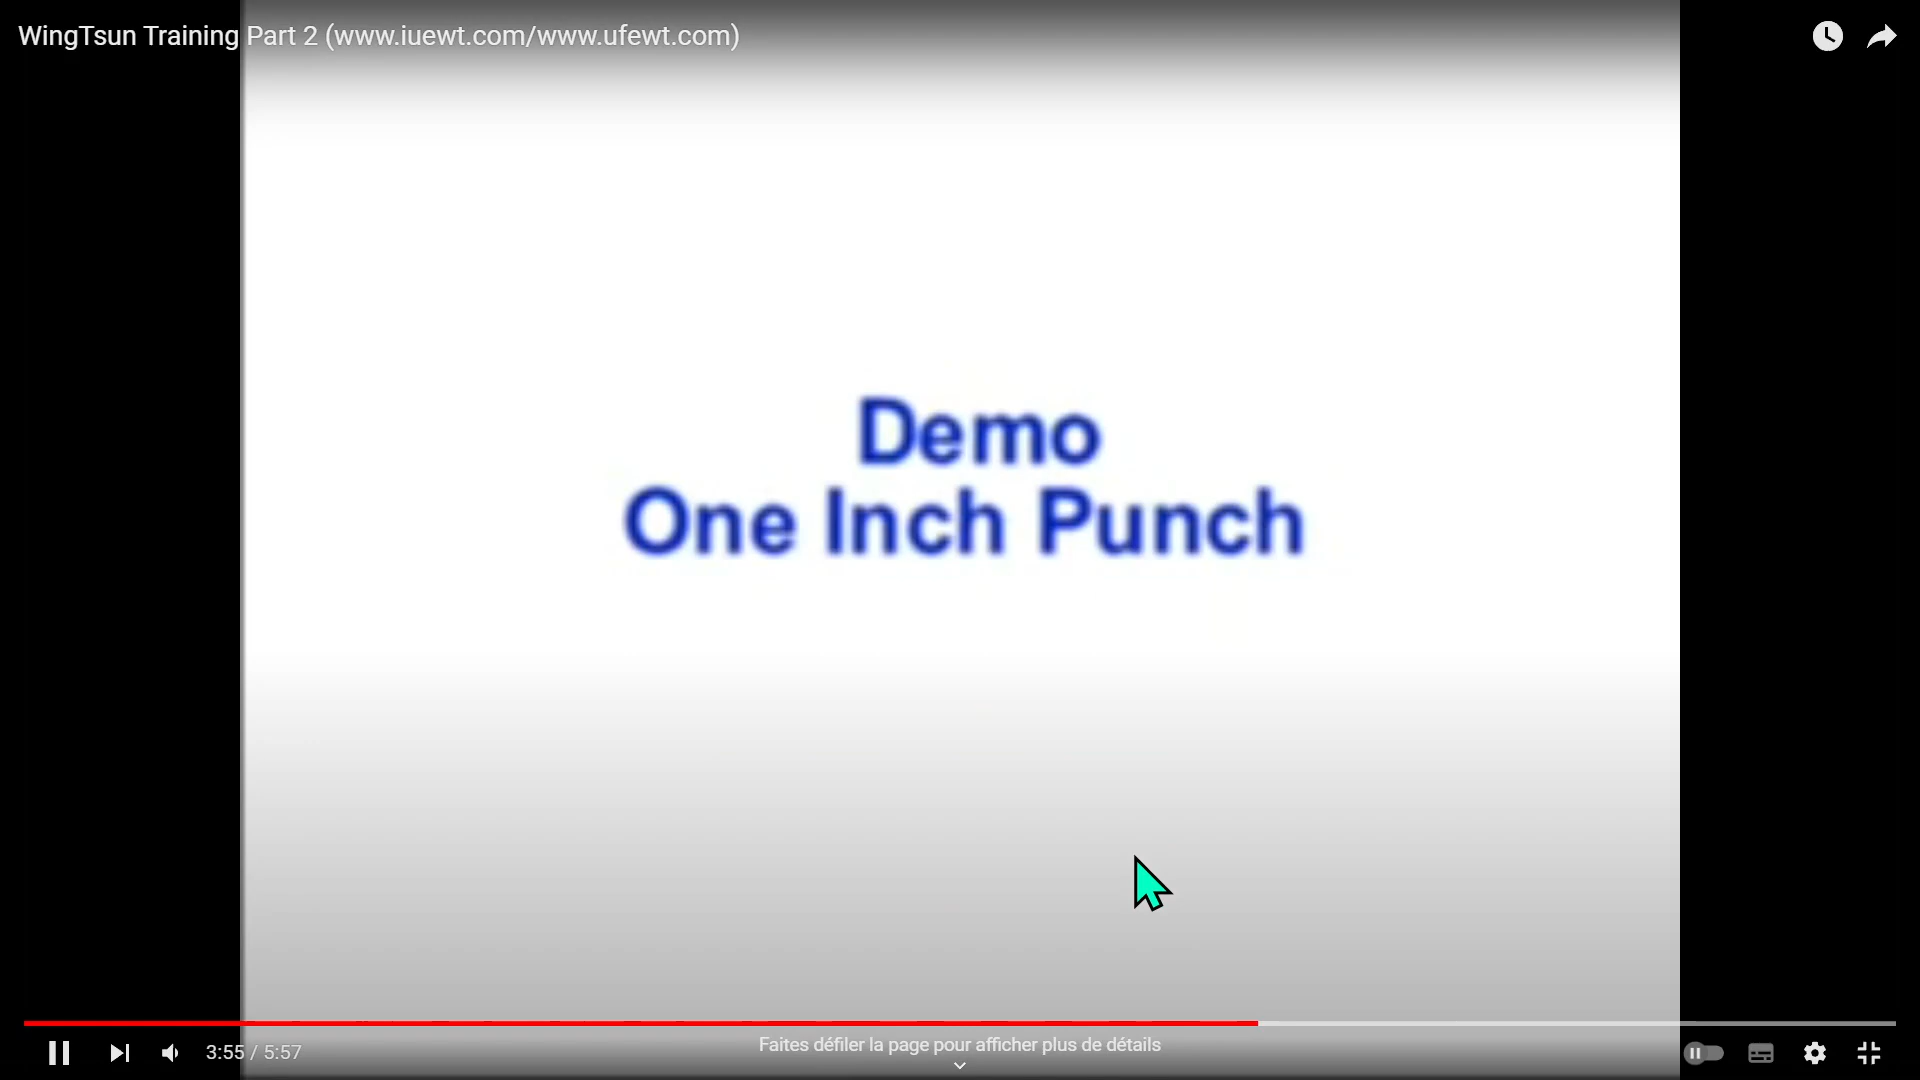 WingTsun Training Part 2 (www.iuewt.com/www.ufewt.com)
Demo
One Inch Punch
Faites défiler la page pour afficher plus de détails
3:55 / 5:57